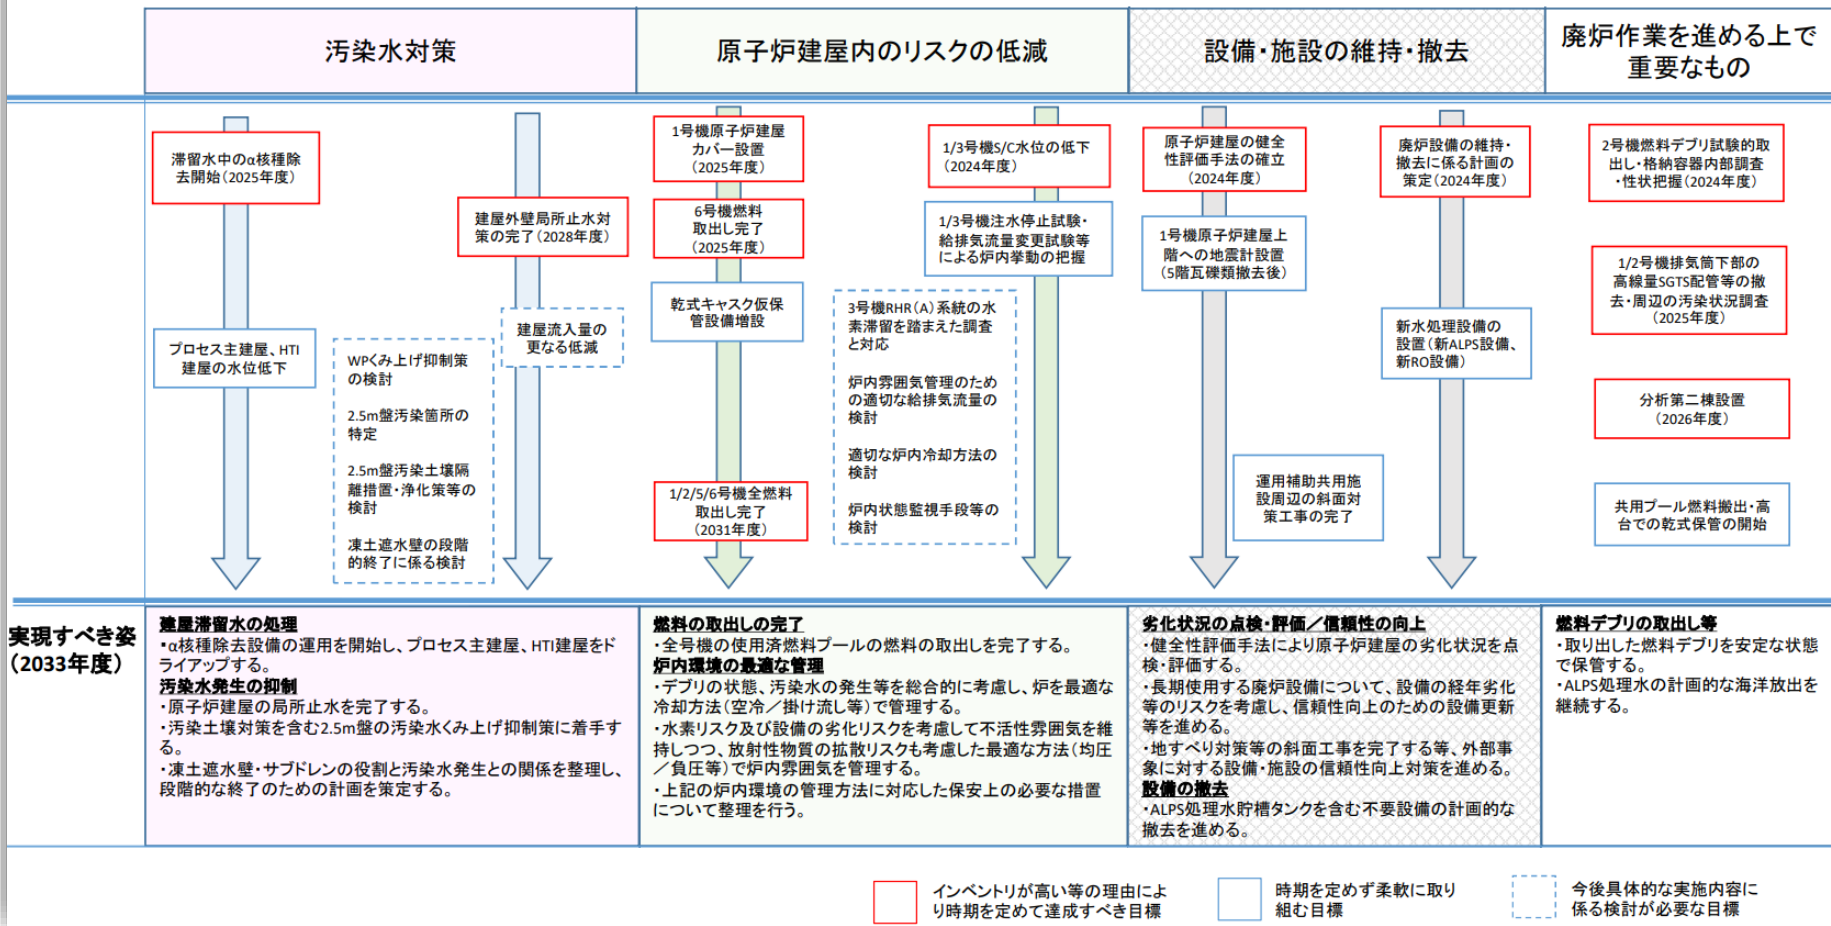 汚染水対策
原子炉建屋内のリスクの低減
設備・施設の維持・撤去
廃炉作業を進める上で
重要なもの
滞留水中のα核種除
去開始(2025年度)
プロセス主建屋、HTI
建屋の水位低下
建屋外壁局所止水対
策の完了(2028年度)
建屋流入量の
更なる低減
WPくみ上げ抑制策
の検討
2.5m盤汚染箇所の
特定
2.5m盤汚染土壌隔
離措置・浄化策等の
検討
凍土遮水壁の段階
的終了に係る検討
1号機原子炉建屋
カバー設置
(2025年度)
6号機燃料
取出し完了
(2025年度)
乾式キャスク仮保
管設備増設
1/2/5/6号機全燃料
取出し完了
(2031年度)
1/3号機S/C水位の低下
(2024年度)
1/3号機注水停止試験・
給排気流量変更試験等
による炉内挙動の把握
3号機RHR(A)系統の水
素滞留を踏まえた調査
と対応
炉内雰囲気管理のため
の適切な給排気流量の
検討
適切な炉内冷却方法の
検討
炉内状態監視手段等の
検討
原子炉建屋の健全
性評価手法の確立
(2024年度)
1号機原子炉建屋上
階への地震計設置
(5階瓦礫類撤去後)
運用補助共用施
設周辺の斜面対
策工事の完了
廃炉設備の維持・
撤去に係る計画の
策定(2024年度)
新水処理設備の
設置(新ALPS設備、
新RO設備)
2号機燃料デブリ試験的取
出し・格納容器内部調査
・性状把握(2024年度)
1/2号機排気筒下部の
高線量SGTS配管等の撤
去・周辺の汚染状況調査
(2025年度)
分析第二棟設置
(2026年度)
共用プール燃料搬出・高
台での乾式保管の開始
実現すべき姿
(2033年度)
建屋滞留水の処理
・α核種除去設備の運用を開始し、プロセス主建屋、HTI建屋をド
ライアップする。
汚染水発生の抑制
・原子炉建屋の局所止水を完了する。
・汚染土壌対策を含む2.5m盤の汚染水くみ上げ抑制策に着手す
る。
・凍土遮水壁・サブドレンの役割と汚染水発生との関係を整理し、
段階的な終了のための計画を策定する。
燃料の取出しの完了
・全号機の使用済燃料プールの燃料の取出しを完了する。
炉内環境の最適な管理
・デブリの状態、汚染水の発生等を総合的に考慮し、炉を最適な
冷却方法(空冷/掛け流し等)で管理する。
・水素リスク及び設備の劣化リスクを考慮して不活性雰囲気を維
持しつつ、放射性物質の拡散リスクも考慮した最適な方法(均圧
/負圧等)で炉内雰囲気を管理する。
・上記の炉内環境の管理方法に対応した保安上の必要な措置
について整理を行う。
劣化状況の点検・評価/信頼性の向上
・健全性評価手法により原子炉建屋の劣化状況を点
検・評価する。
・長期使用する廃炉設備について、設備の経年劣化
等のリスクを考慮し、信頼性向上のための設備更新
等を進める。
・地すべり対策等の斜面工事を完了する等、外部事
象に対する設備・施設の信頼性向上対策を進める。
設備の撤去
・ALPS処理水貯槽タンクを含む不要設備の計画的な
撤去を進める。
燃料デブリの取出し等
・取り出した燃料デブリを安定な状態
で保管する。
・ALPS処理水の計画的な海洋放出を
継続する。
インベントリが高い等の理由によ
り時期を定めて達成すべき目標
時期を定めず柔軟に取り
組む目標
今後具体的な実施内容に
係る検討が必要な目標